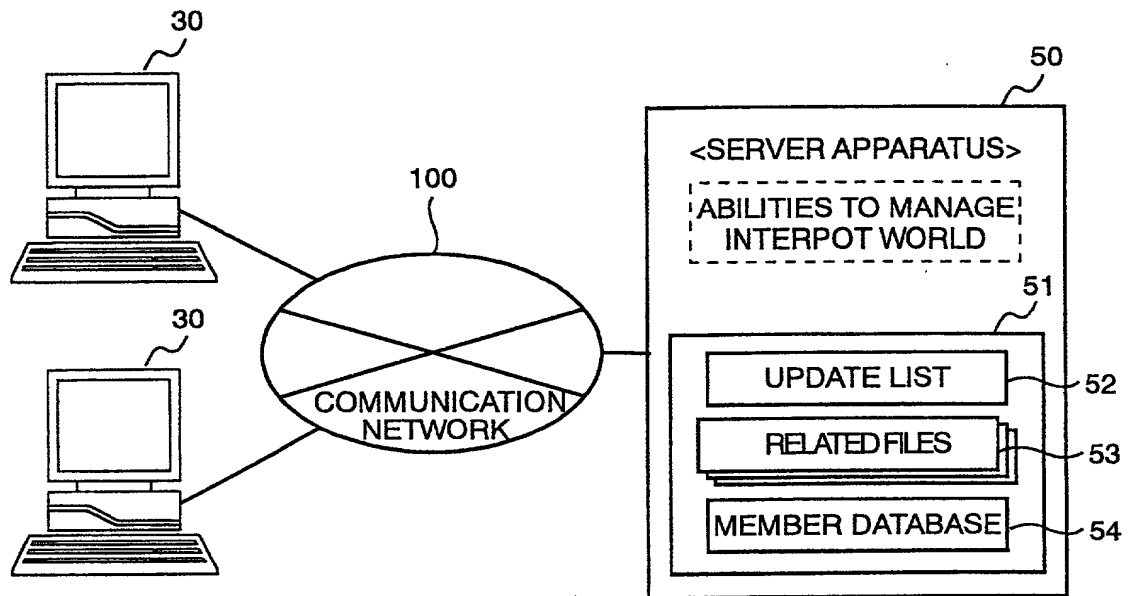 30
50
<SERVER APPARATUS>
100
ABILITIES TO MANAGE
INTERPOT WORLD
51
30
UPDATE LIST
52
COMMUNICATION
NETWORK
RELATED FILES
53
MEMBER DATABASE
54